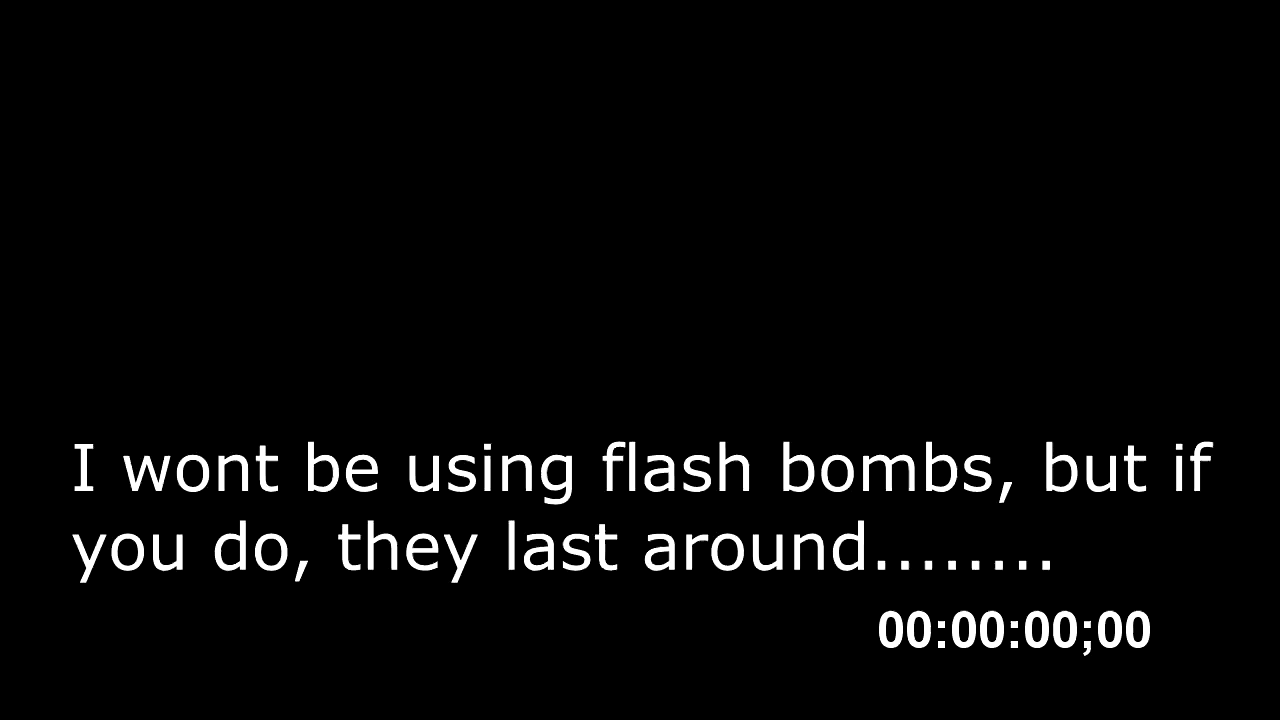 I wont be using flash bombs, but if
you do, they last around........
00:00:00;00